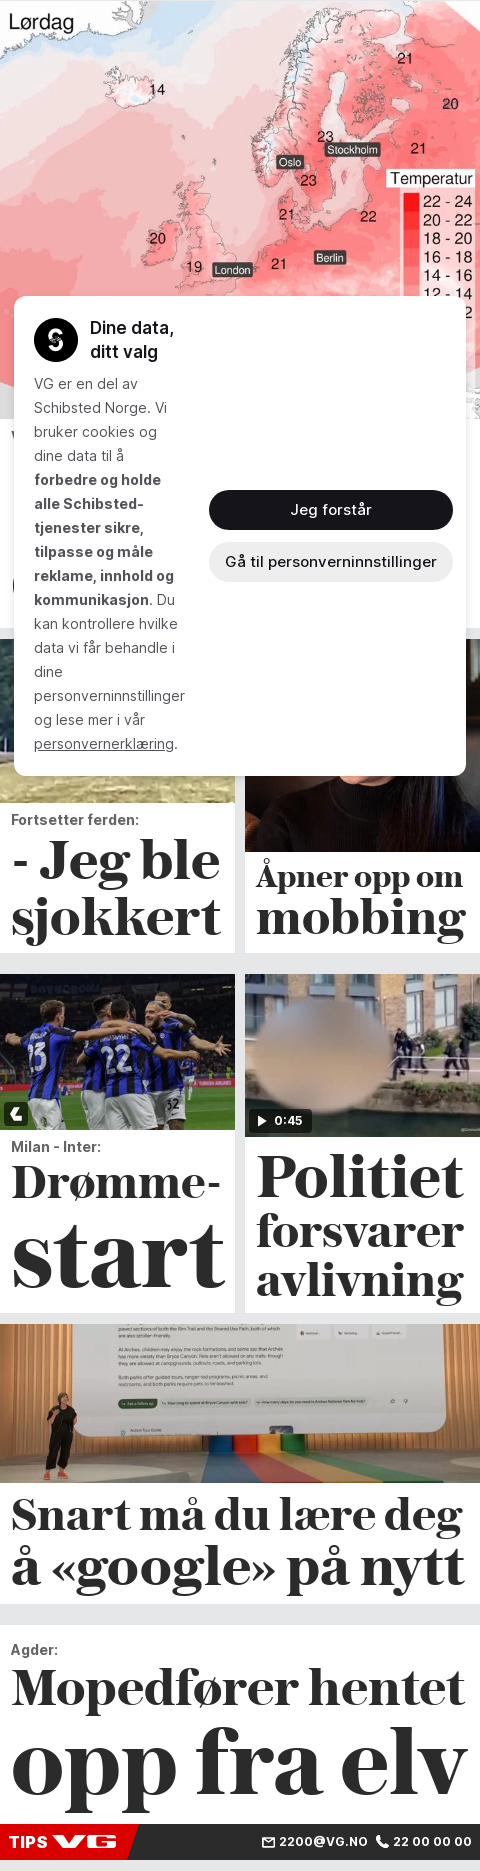 Lørdag
21
14
20
23
Stockholm
21
Oslo
23
Temperatur
22 - 24
21
22
20 - 22
20
18 - 20
19
21
Berlin
16 - 18
London
14 - 16
12 - 14
Dine data,
ditt valg
VG er en del av
Schibsted Norge. Vi
bruker cookies og
dine data til å
forbedre og holde
alle Schibsted-
tjenester sikre,
tilpasse og måle
reklame, innhold og
kommunikasjon. Du
kan kontrollere hvilke
data vi får behandle i
dine
personverninnstillinger
og lese mer i vår
personvernerklæring.
Jeg forstår
Gå til personverninnstillinger
Fortsetter ferden:
- Jeg ble
sjokkert
Åpner opp om
mobbing
Milan - Inter:
Drømme-
start
0:45
Politiet
forsvarer
avlivning
Snart må du lære deg
å «google» på nytt
Agder:
Mopedfører hentet
opp fra elv
TIPS VG
2200@VG.NO
22 00 00 00